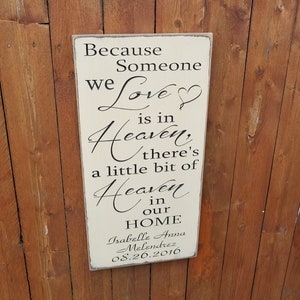 Because
Someone
we
Love
is in
Heaven,
there's
a little bit of
Heaven
in
our
HOME
Isabelle Anna
Melendrez
08.26.2016